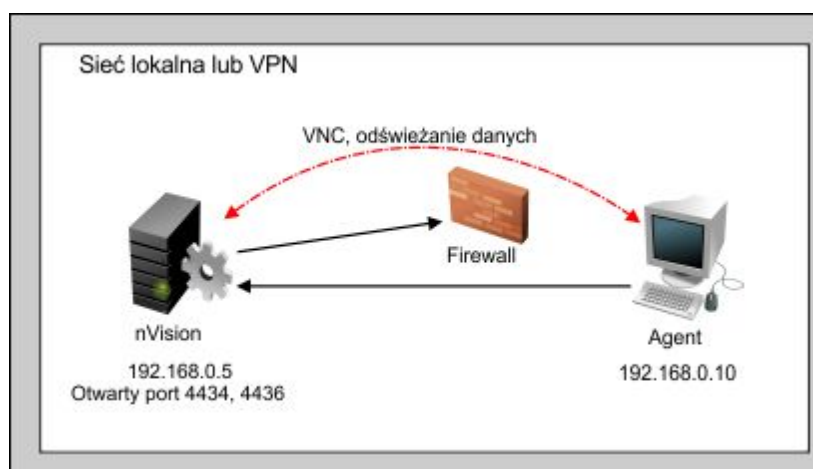 Sieć lokalna lub VPN
VNC, odświeżanie danych
Firewall
nVision
192.168.0.5
Otwarty port 4434, 4436
Agent
192.168.0.10